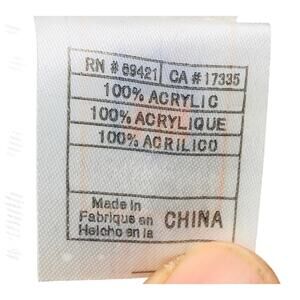 RN # 69421 CA # 17335
100% ACRYLIC
100% ACRYLIQUE
100% ACRILICO
Made in
Fabrique en CHINA
Helcho en la